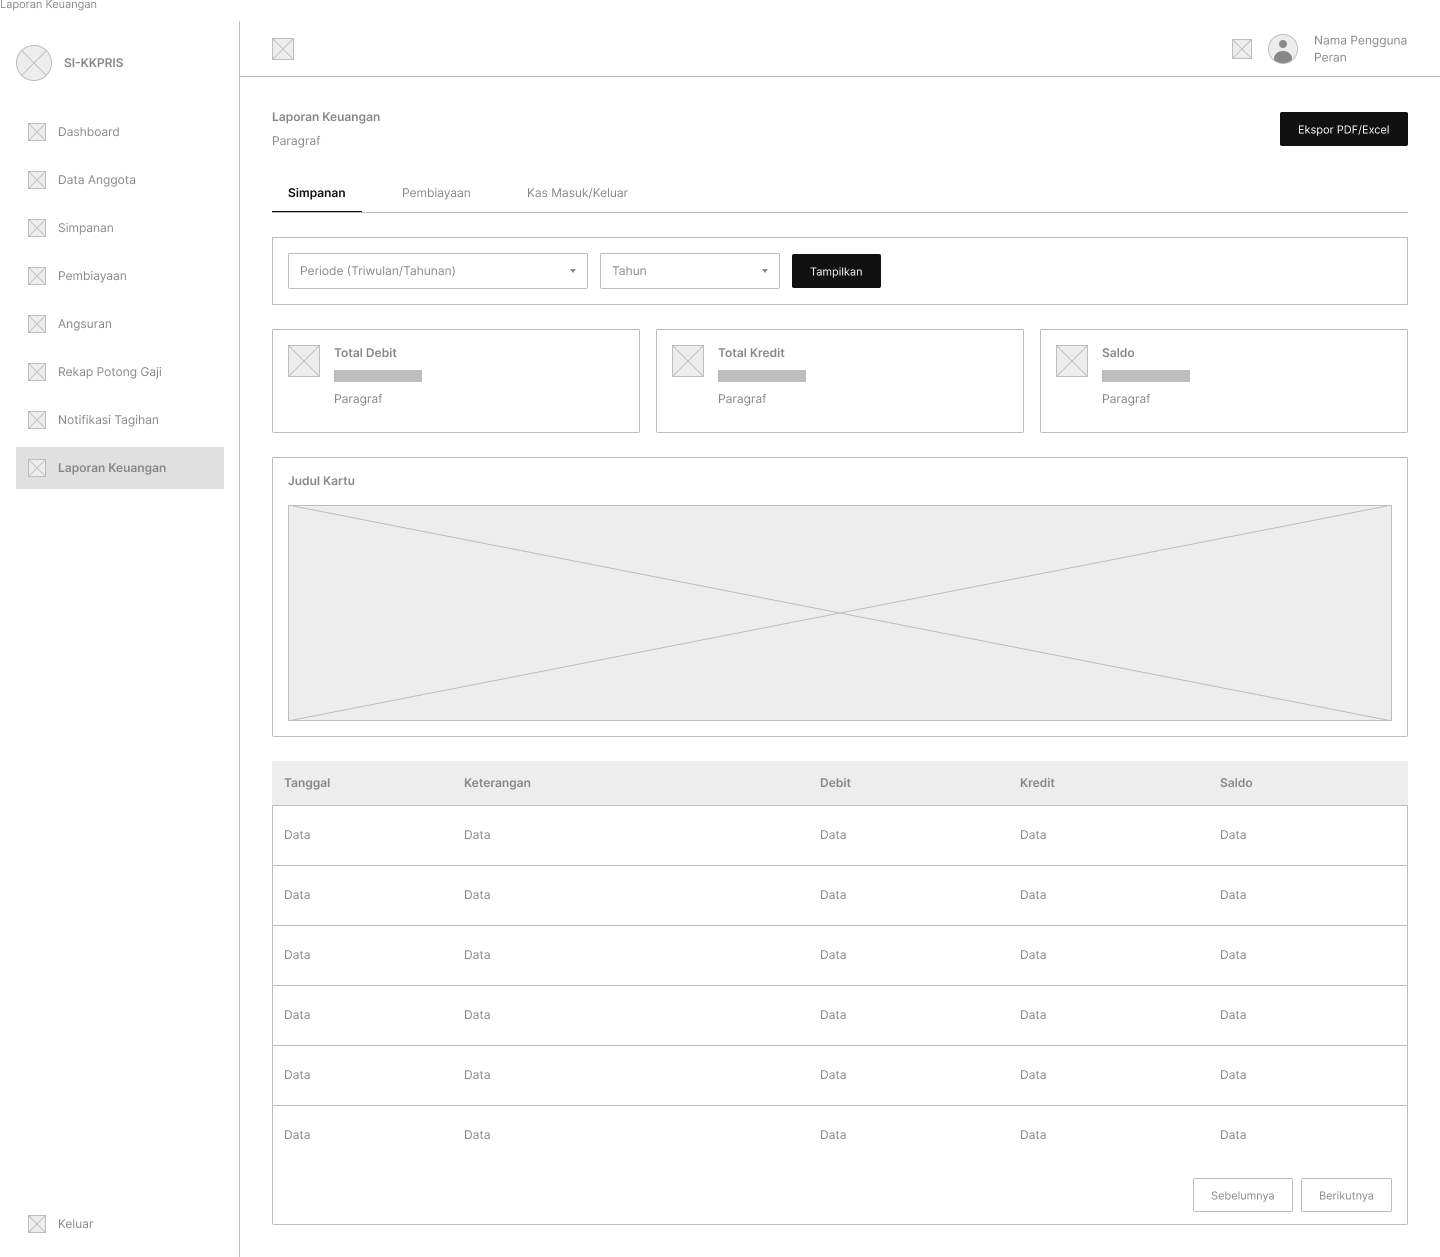 Laporan Keuangan
SI-KKPRIS
Dashboard
Data Anggota
Simpanan
Pembiayaan
Angsuran
Rekap Potong Gaji
Notifikasi Tagihan
Laporan Keuangan
Keluar
Nama Pengguna
Peran
Laporan Keuangan
Paragraf
Ekspor PDF/Excel
Simpanan Pembiayaan Kas Masuk/Keluar
Periode (Triwulan/Tahunan) Tahun Tampilkan
Total Debit
Paragraf
Total Kredit
Paragraf
Saldo
Paragraf
Judul Kartu
Tanggal Keterangan Debit Kredit Saldo
Data Data Data Data Data
Data Data Data Data Data
Data Data Data Data Data
Data Data Data Data Data
Data Data Data Data Data
Data Data Data Data Data
Sebelumnya Berikutnya